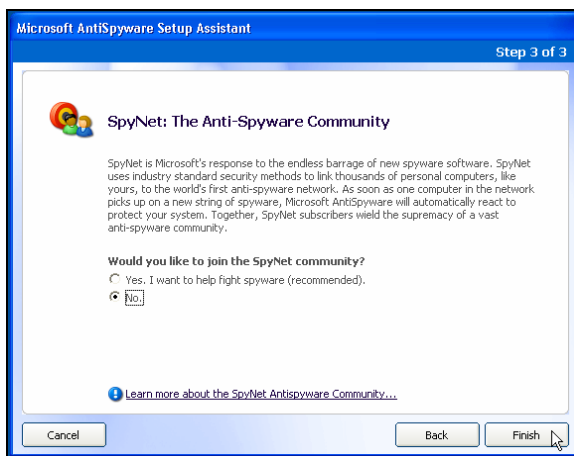 Microsoft AntiSpyware Setup Assistant
Step 3 of 3
SpyNet: The Anti-Spyware Community
SpyNet is Microsoft's response to the endless barrage of new spyware software. SpyNet
uses industry standard security methods to link thousands of personal computers, like
yours, to the world's first anti-spyware network. As soon as one computer in the network
picks up on a new string of spyware, Microsoft AntiSpyware will automatically react to
protect your system. Together, SpyNet subscribers wield the supremacy of a vast
anti-spyware community.
Would you like to join the SpyNet community?
Yes. I want to help fight spyware (recommended).
No.
Learn more about the SpyNet Antispyware Community...
Cancel
Back
Finish